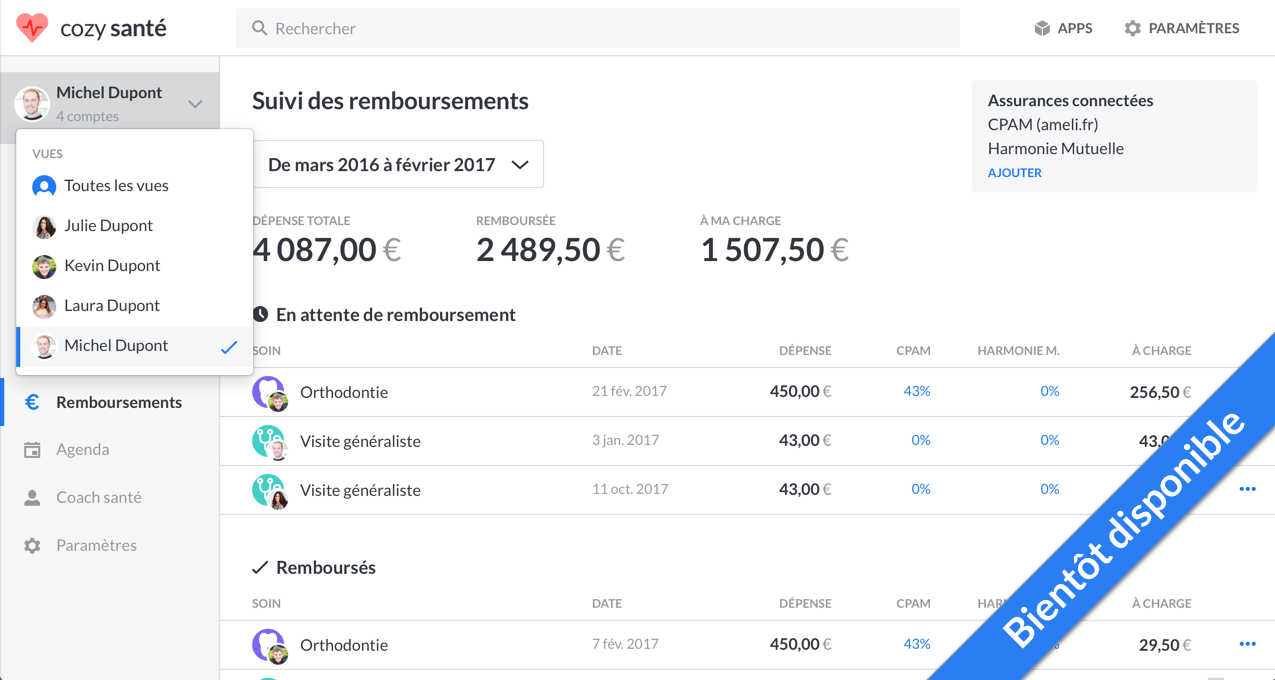 cozy santé
Rechercher
APPS
PARAMÈTRES
Michel Dupont
4 comptes
VUES
Toutes les vues
Julie Dupont
Kevin Dupont
Laura Dupont
Michel Dupont
Remboursements
Agenda
Coach santé
Paramètres
Suivi des remboursements
De mars 2016 à février 2017
Assurances connectées
CPAM (ameli.fr)
Harmonie Mutuelle
AJOUTER
DÉPENSE TOTALE REMBOURSÉE À MA CHARGE
4 087,00 € 2 489,50 € 1 507,50 €
En attente de remboursement
SOIN DATE DÉPENSE CPAM HARMONIE M. À CHARGE
Orthodontie 21 fév. 2017 450,00 € 43% 0% 256,50 €
Visite généraliste 3 jan. 2017 43,00 € 0% 0% 43,0
Visite généraliste 11 oct. 2017 43,00 € 0% 0%
Remboursés
SOIN DATE DÉPENSE CPAM HAR À CHARGE
Orthodontie 7 fév. 2017 450,00 € 43% 29,50 €
Bientôt disponible